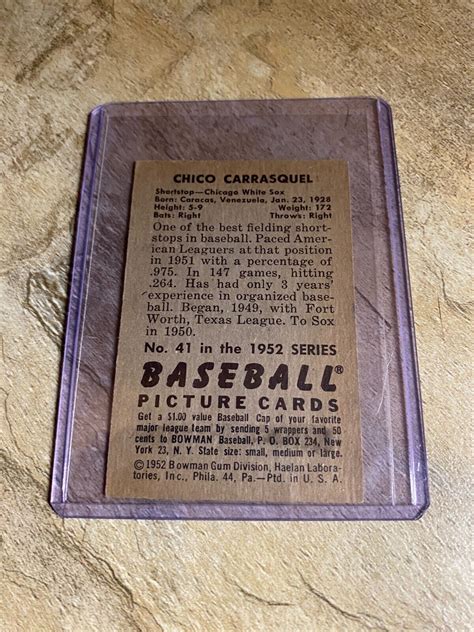 CHICO CARRASQUEL
Shortstop—Chicago White Sox
Born: Caracas, Venezuela, Jan. 23, 1928
Height: 5-9 Weight: 172
Bats: Right Throws: Right
One of the best fielding short-
stops in baseball. Paced Amer-
ican Leaguers at that position
in 1951 with a percentage of
.975. In 147 games, hitting
.264. Has had only 3 years'
experience in organized base-
ball. Began, 1949, with Fort
Worth, Texas League. To Sox
in 1950.
No. 41 in the 1952 SERIES
BASEBALL®
PICTURE CARDS
Get a $1.00 value Baseball Cap of your favorite
major league team by sending 5 wrappers and 50
cents to BOWMAN Baseball, P. O. BOX 234, New
York 23, N. Y. State size: small, medium or large.
©1952 Bowman Gum Division, Haelan Labora-
tories, Inc., Phila. 44, Pa.—Ptd. in U. S. A.